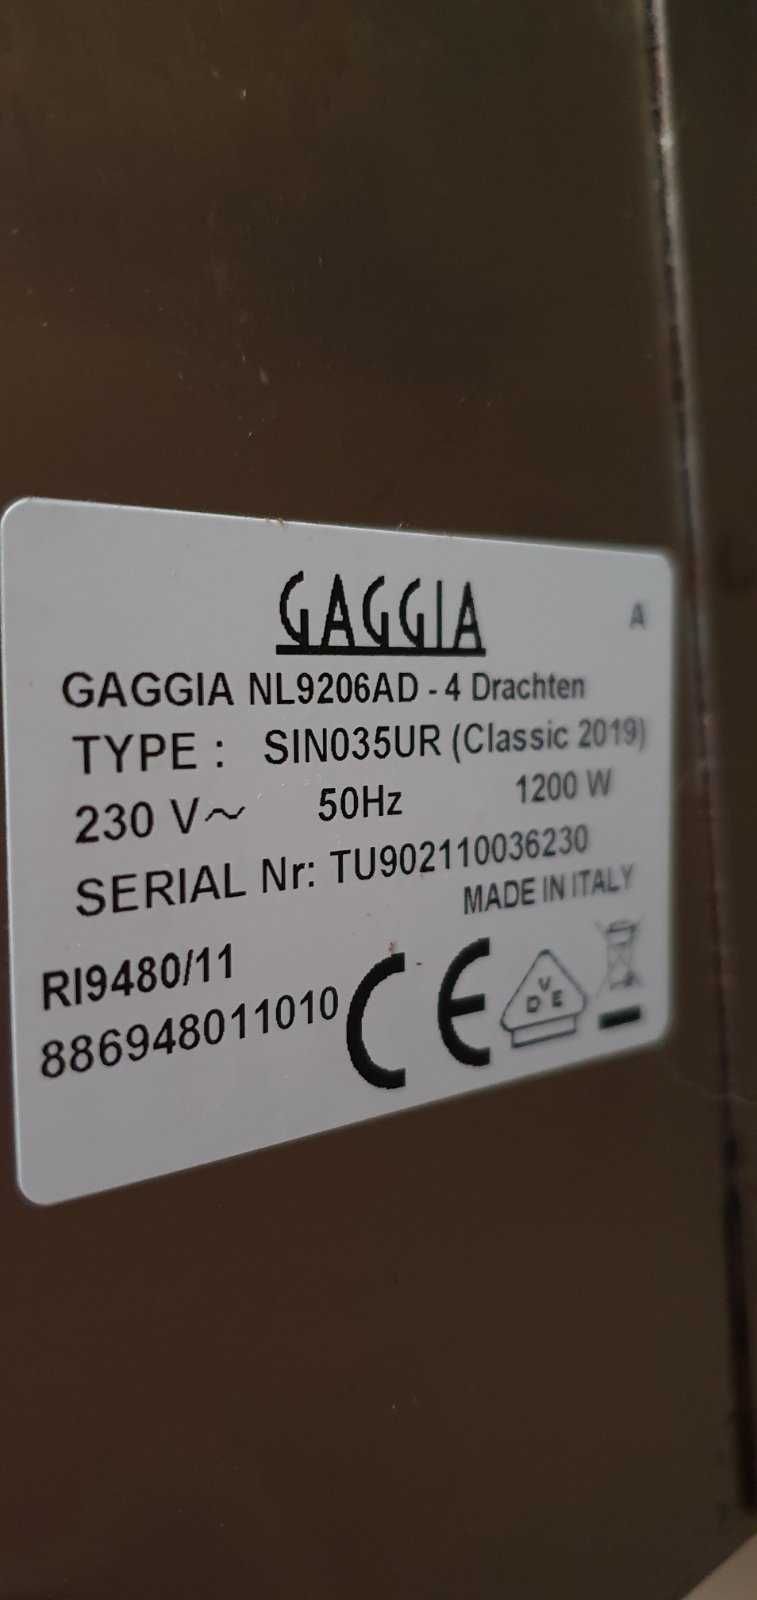 GAGGIA
A
GAGGIA NL9206AD - 4 Drachten
TYPE : SIN035UR (Classic 2019)
230 V~ 50Hz 1200 W
SERIAL Nr: TU902110036230
MADE IN ITALY
RI9480/11
886948011010
CE
V
D E